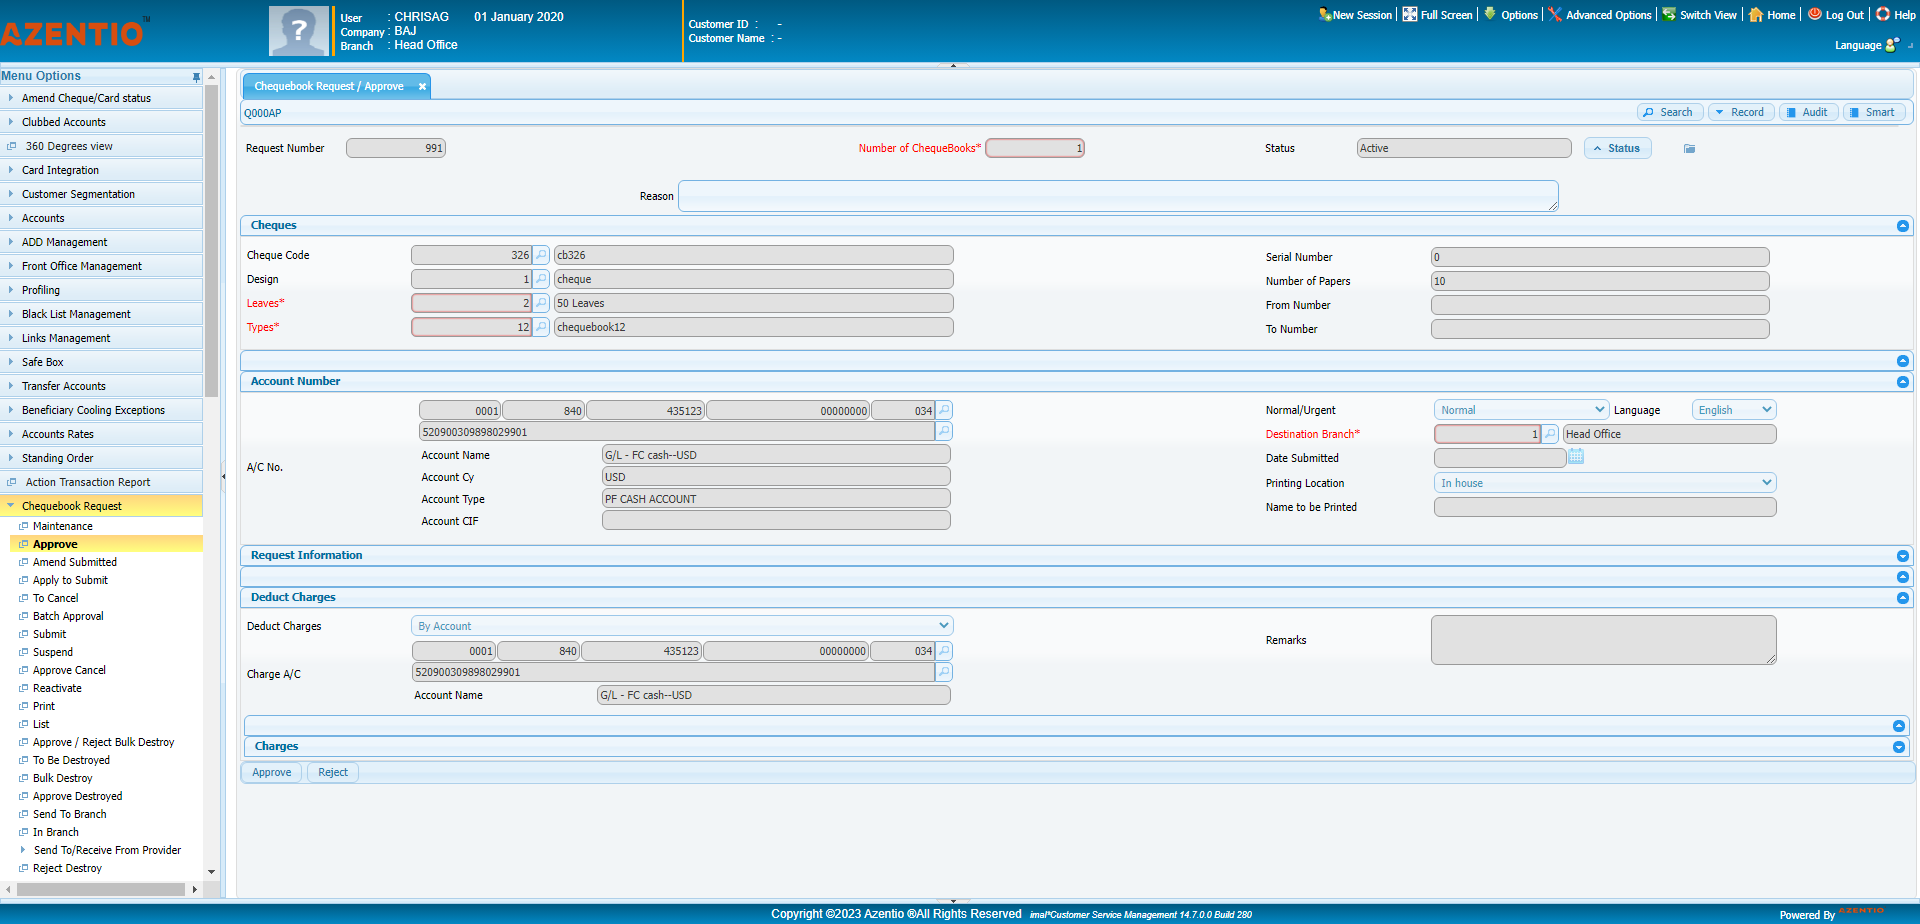 AZENTIO™
User : CHRISAG 01 January 2020
Company : BAJ
Branch : Head Office
Customer ID : -
Customer Name : -
New Session Full Screen Options Advanced Options Switch View Home Log Out Help
Language
Menu Options
Amend Cheque/Card status
Clubbed Accounts
360 Degrees view
Card Integration
Customer Segmentation
Accounts
ADD Management
Front Office Management
Profiling
Black List Management
Links Management
Safe Box
Transfer Accounts
Beneficiary Cooling Exceptions
Accounts Rates
Standing Order
Action Transaction Report
Chequebook Request
Maintenance
Approve
Amend Submitted
Apply to Submit
To Cancel
Batch Approval
Submit
Suspend
Approve Cancel
Reactivate
Print
List
Approve / Reject Bulk Destroy
To Be Destroyed
Bulk Destroy
Approve Destroyed
Send To Branch
In Branch
Send To/Receive From Provider
Reject Destroy
Chequebook Request / Approve
Q000AP
Search Record Audit Smart
Request Number 991 Number of ChequeBooks* 1 Status Active Status
Reason
Cheques
Cheque Code 326 cb326 Serial Number 0
Design 1 cheque Number of Papers 10
Leaves* 2 50 Leaves From Number
Types* 12 chequebook12 To Number
Account Number
0001 840 435123 00000000 034 Normal/Urgent Normal Language English
520900309898029901 Destination Branch* 1 Head Office
Account Name G/L - FC cash--USD Date Submitted
A/C No.
Account Cy USD Printing Location In house
Account Type PF CASH ACCOUNT Name to be Printed
Account CIF
Request Information
Deduct Charges
Deduct Charges By Account Remarks
0001 840 435123 00000000 034
Charge A/C 520900309898029901
Account Name G/L - FC cash--USD
Charges
Approve Reject
Copyright ©2023 Azentio ®All Rights Reserved imal*Customer Service Management 14.7.0.0 Build 280
Powered By AZENTIO